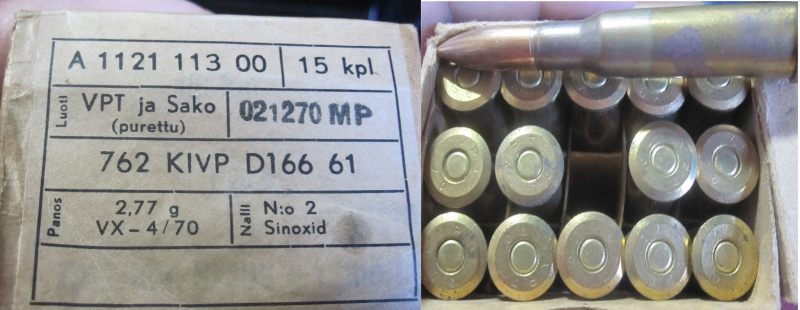 A 1121 113 00 15 kpl
Luoti VPT ja Sako (purettu) 021270 MP
762 KIVP D166 61
Panos 2,77 g VX-4/70 Nalli N:o 2 Sinoxid